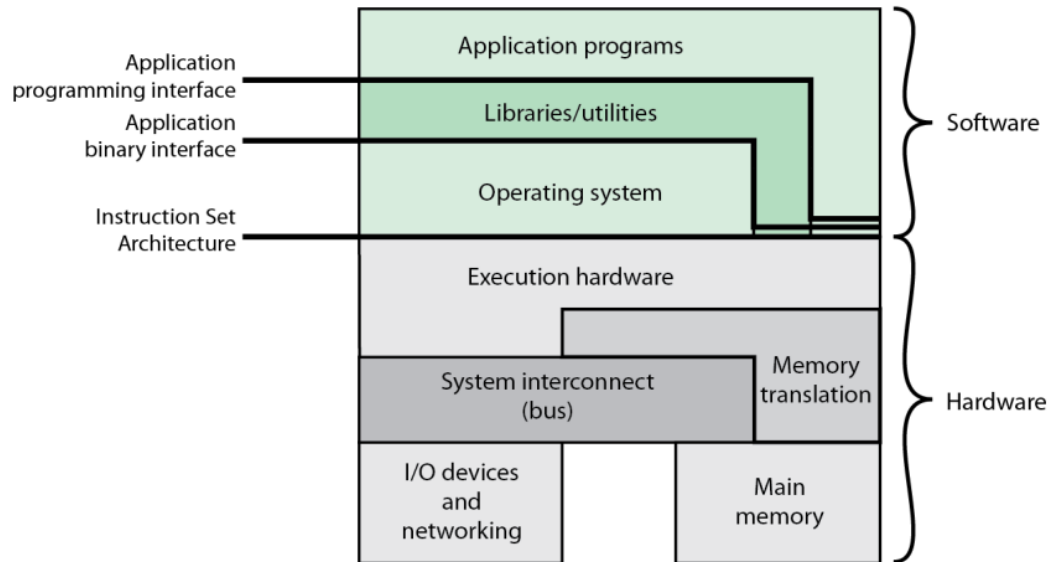 Application programs
Application
programming interface
Libraries/utilities
Application
binary interface
Software
Operating system
Instruction Set
Architecture
Execution hardware
Memory
translation
System interconnect
(bus)
Hardware
I/O devices
and
networking
Main
memory